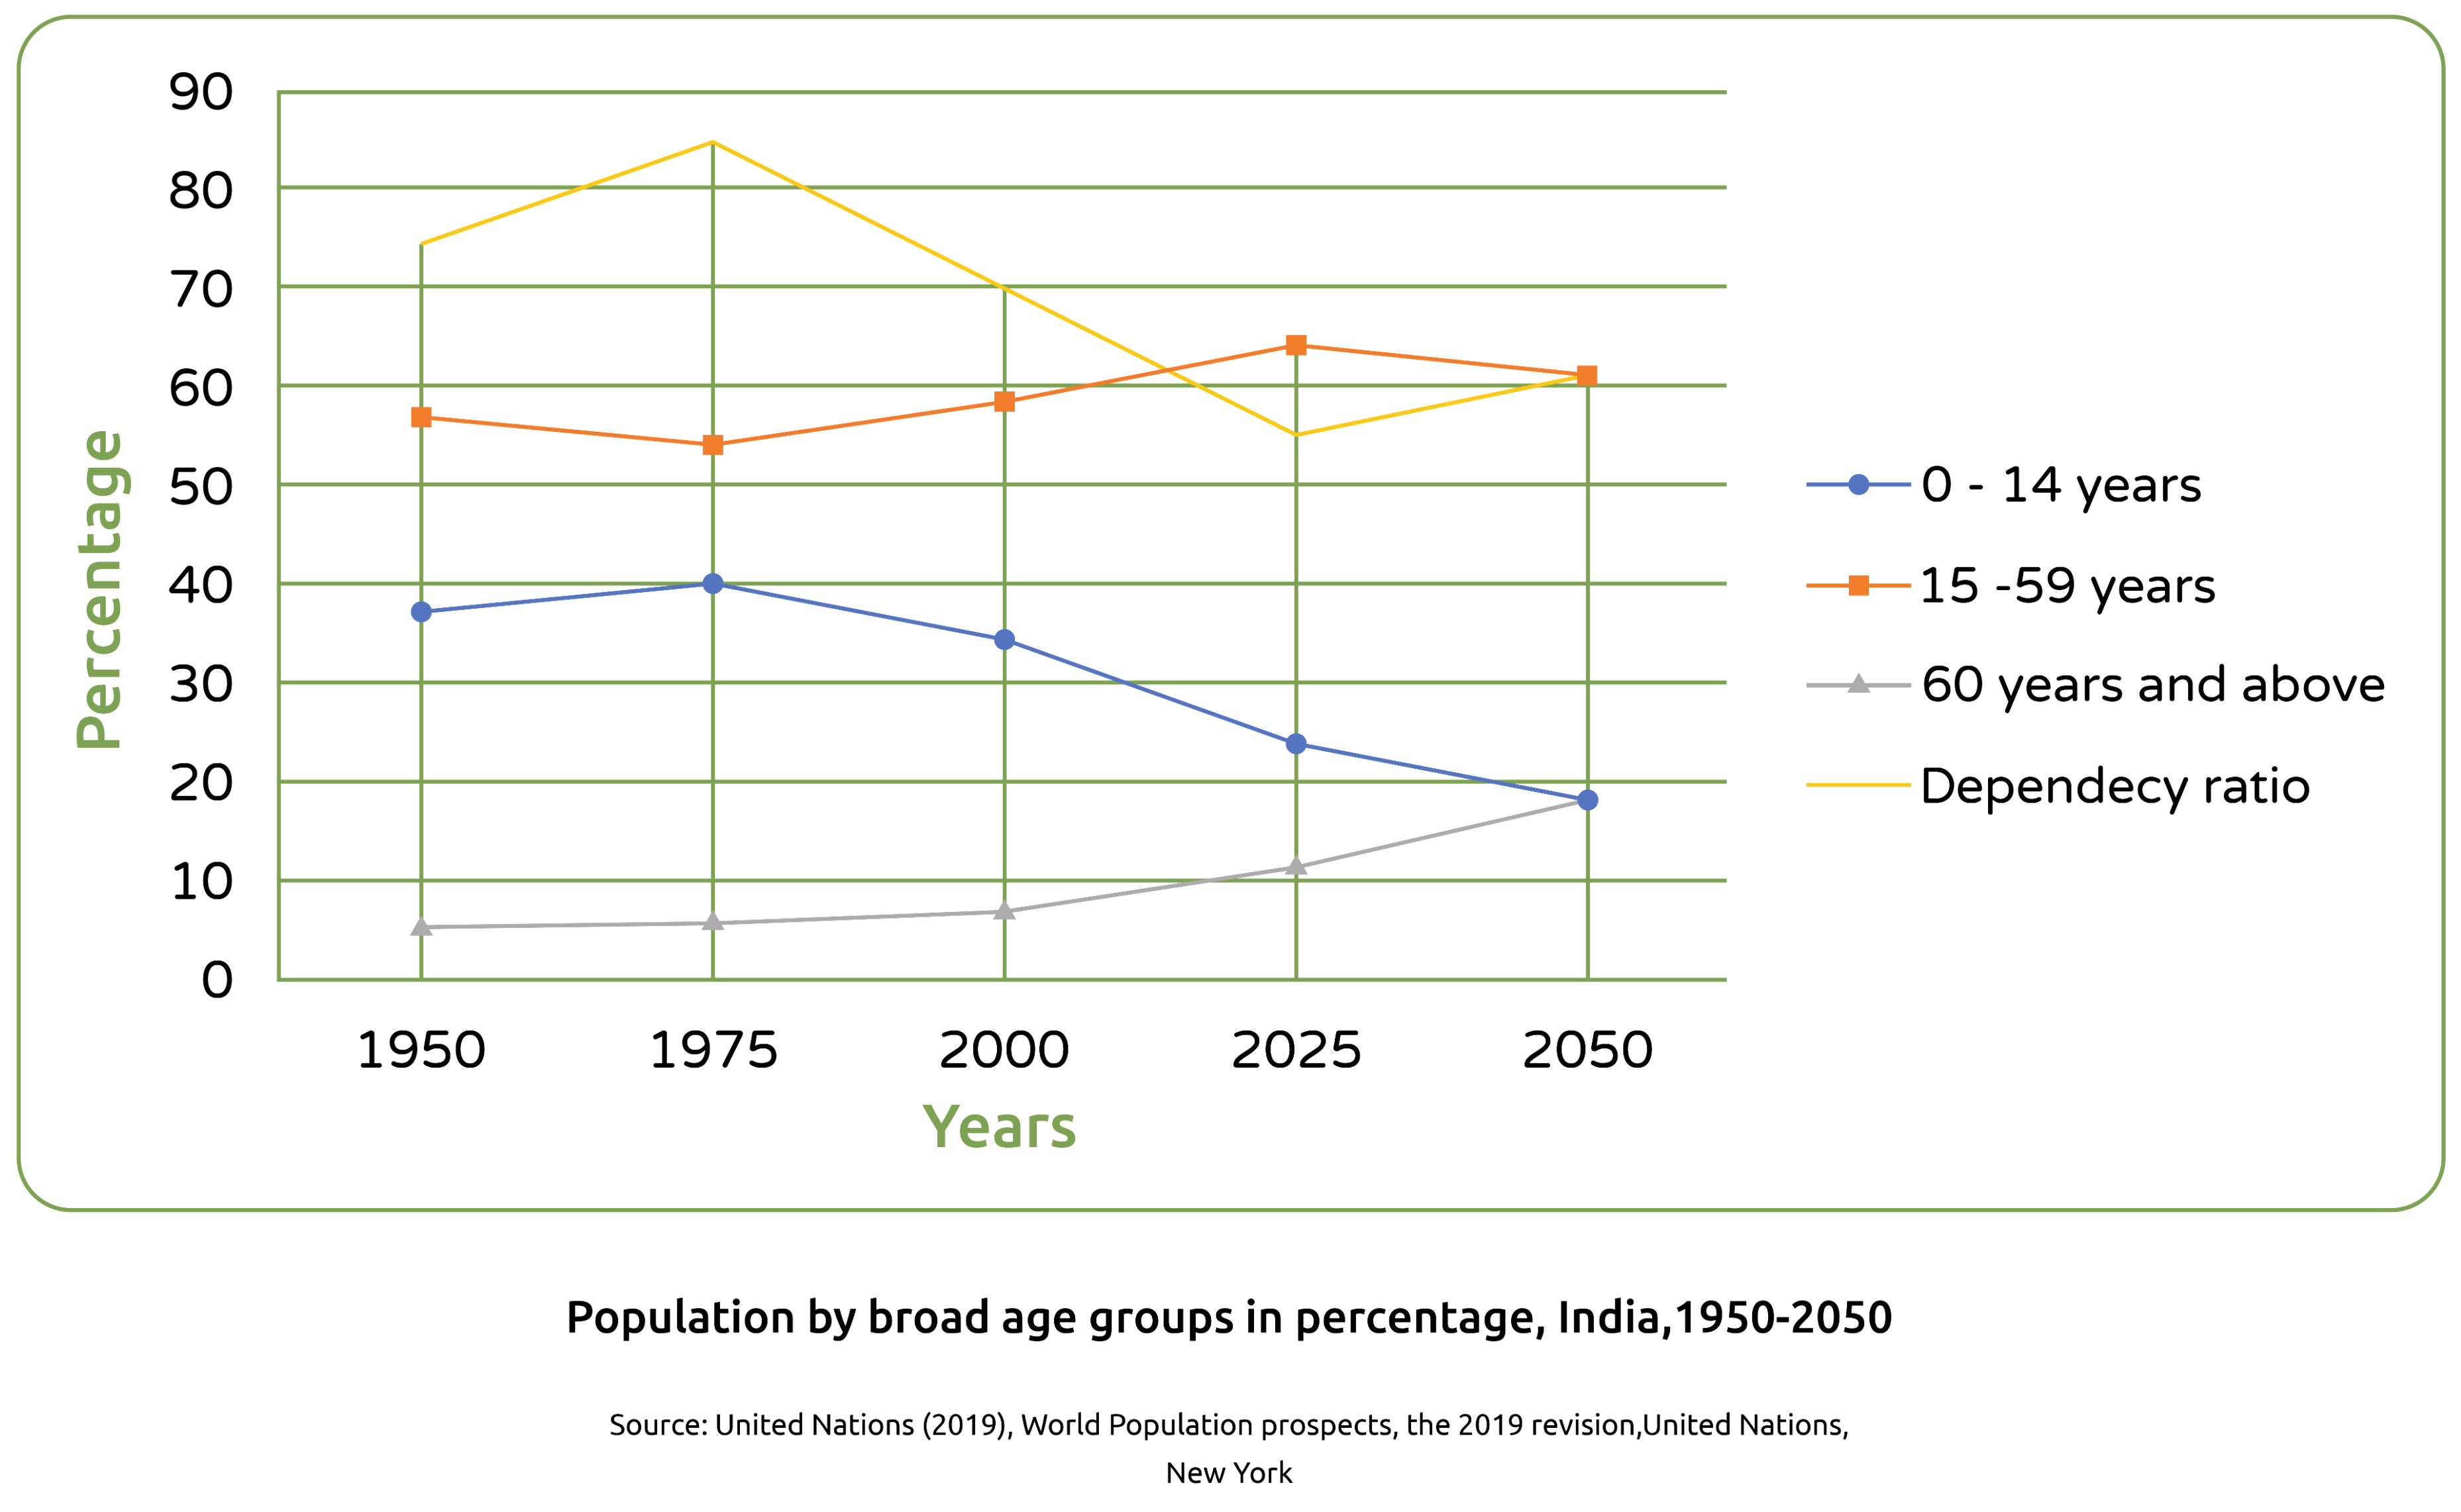 90
80
70
60
50
40
30
20
10
0
Percentage
1950 1975 2000 2025 2050
Years
0 - 14 years
15 -59 years
60 years and above
Dependecy ratio
Population by broad age groups in percentage, India,1950-2050
Source: United Nations (2019), World Population prospects, the 2019 revision,United Nations,
New York